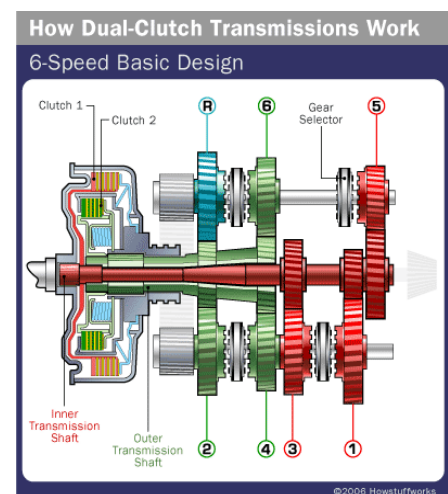 How Dual-Clutch Transmissions Work
6-Speed Basic Design
Clutch 1
Clutch 2
R
6
Gear
Selector
5
Inner
Transmission
Shaft
Outer
Transmission
Shaft
2
4
3
1
©2006 Howstuffworks